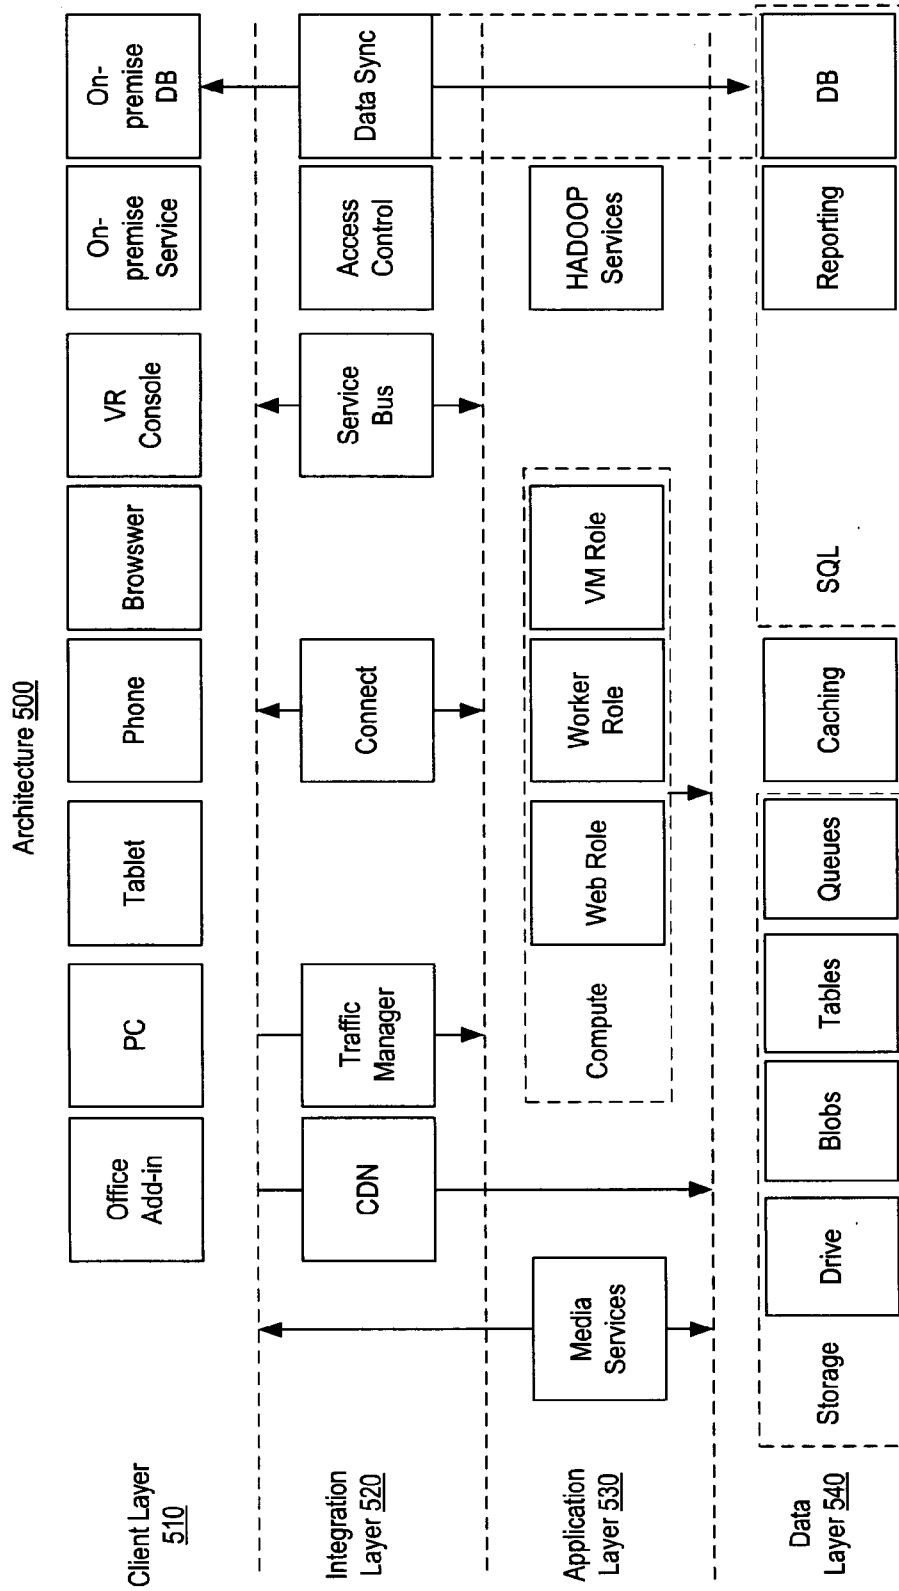 Architecture 500
Client Layer
510
Office
Add-in
PC
Tablet
Phone
Browswer
VR
Console
On-
premise
Service
On-
premise
DB
Integration
Layer 520
CDN
Traffic
Manager
Connect
Service
Bus
Access
Control
Data Sync
Application
Layer 530
Media
Services
Compute
Web Role
Worker
Role
VM Role
HADOOP
Services
Data
Layer 540
Storage
Drive
Blobs
Tables
Queues
Caching
SQL
Reporting
DB